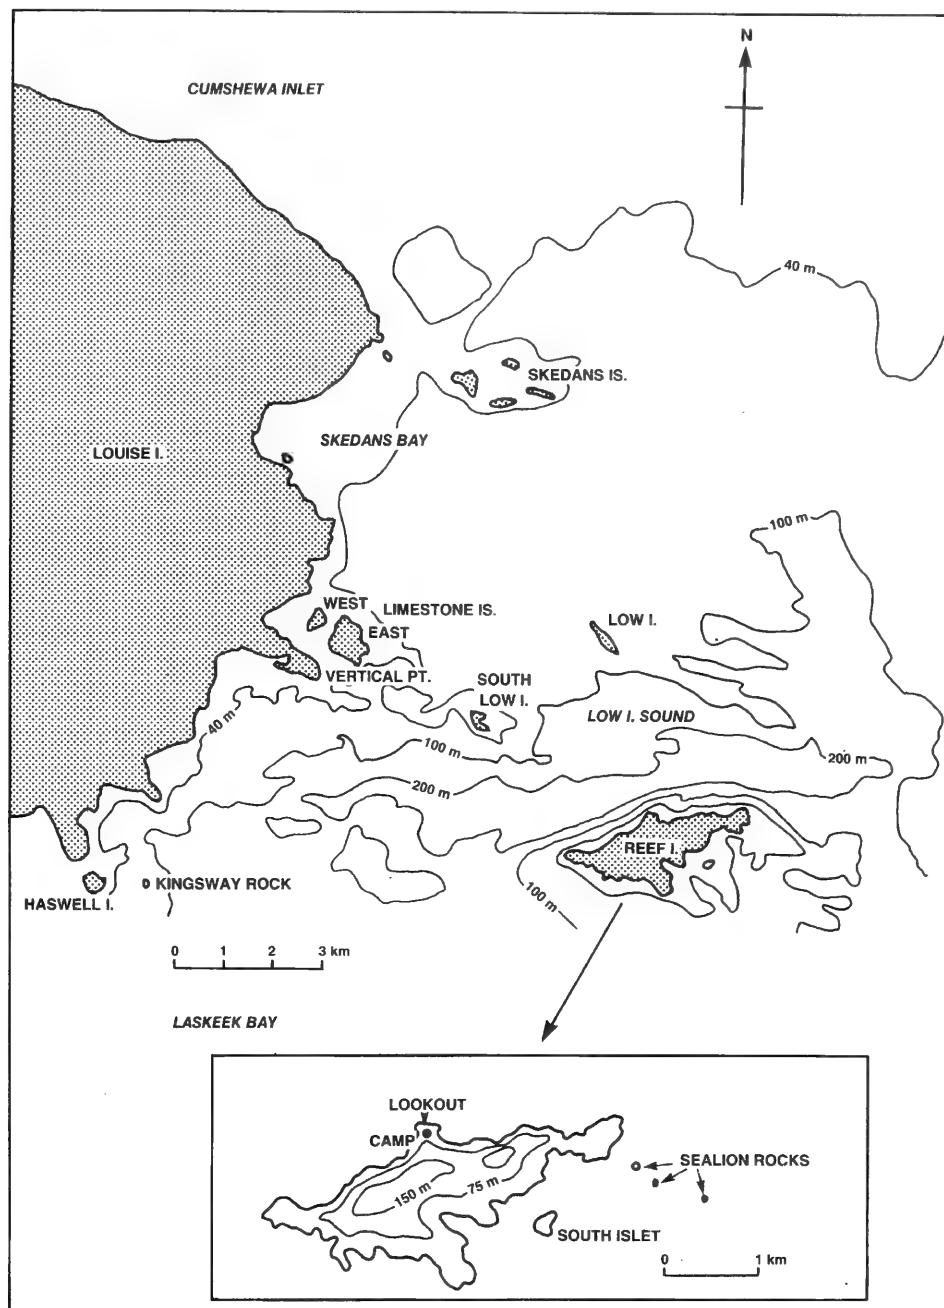 N
CUMSHEWA INLET
40 m
SKEDANS IS.
SKEDANS BAY
LOUISE I.
100 m
WEST
LIMESTONE IS.
EAST
LOW I.
VERTICAL PT.
SOUTH
LOW I.
LOW I. SOUND
40 m
100 m
200 m
200 m
REEF I.
100 m
KINGSWAY ROCK
HASWELL I.
0 1 2 3 km
LASKEEK BAY
LOOKOUT
CAMP
SEALION ROCKS
150 m
75 m
SOUTH ISLET
0 1 km